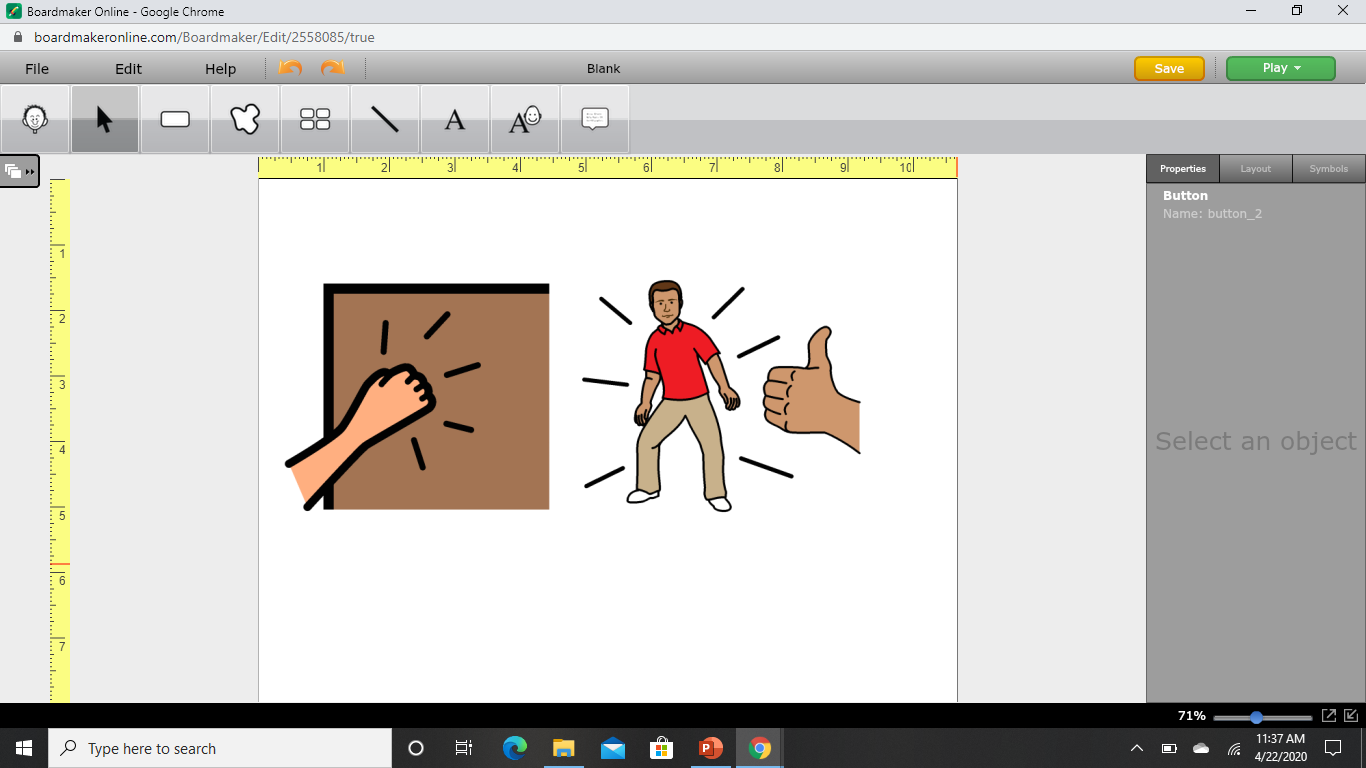 Boardmaker Online - Google Chrome
boardmakeronline.com/Boardmaker/Edit/2558085/true
File Edit Help Blank Save Play
A A
1 2 3 4 5 6 7 8 9 10
Properties Layout Symbols
Button
Name: button_2
1
2
3
4
5
6
7
Select an object
71%
Type here to search
P
11:37 AM
4/22/2020